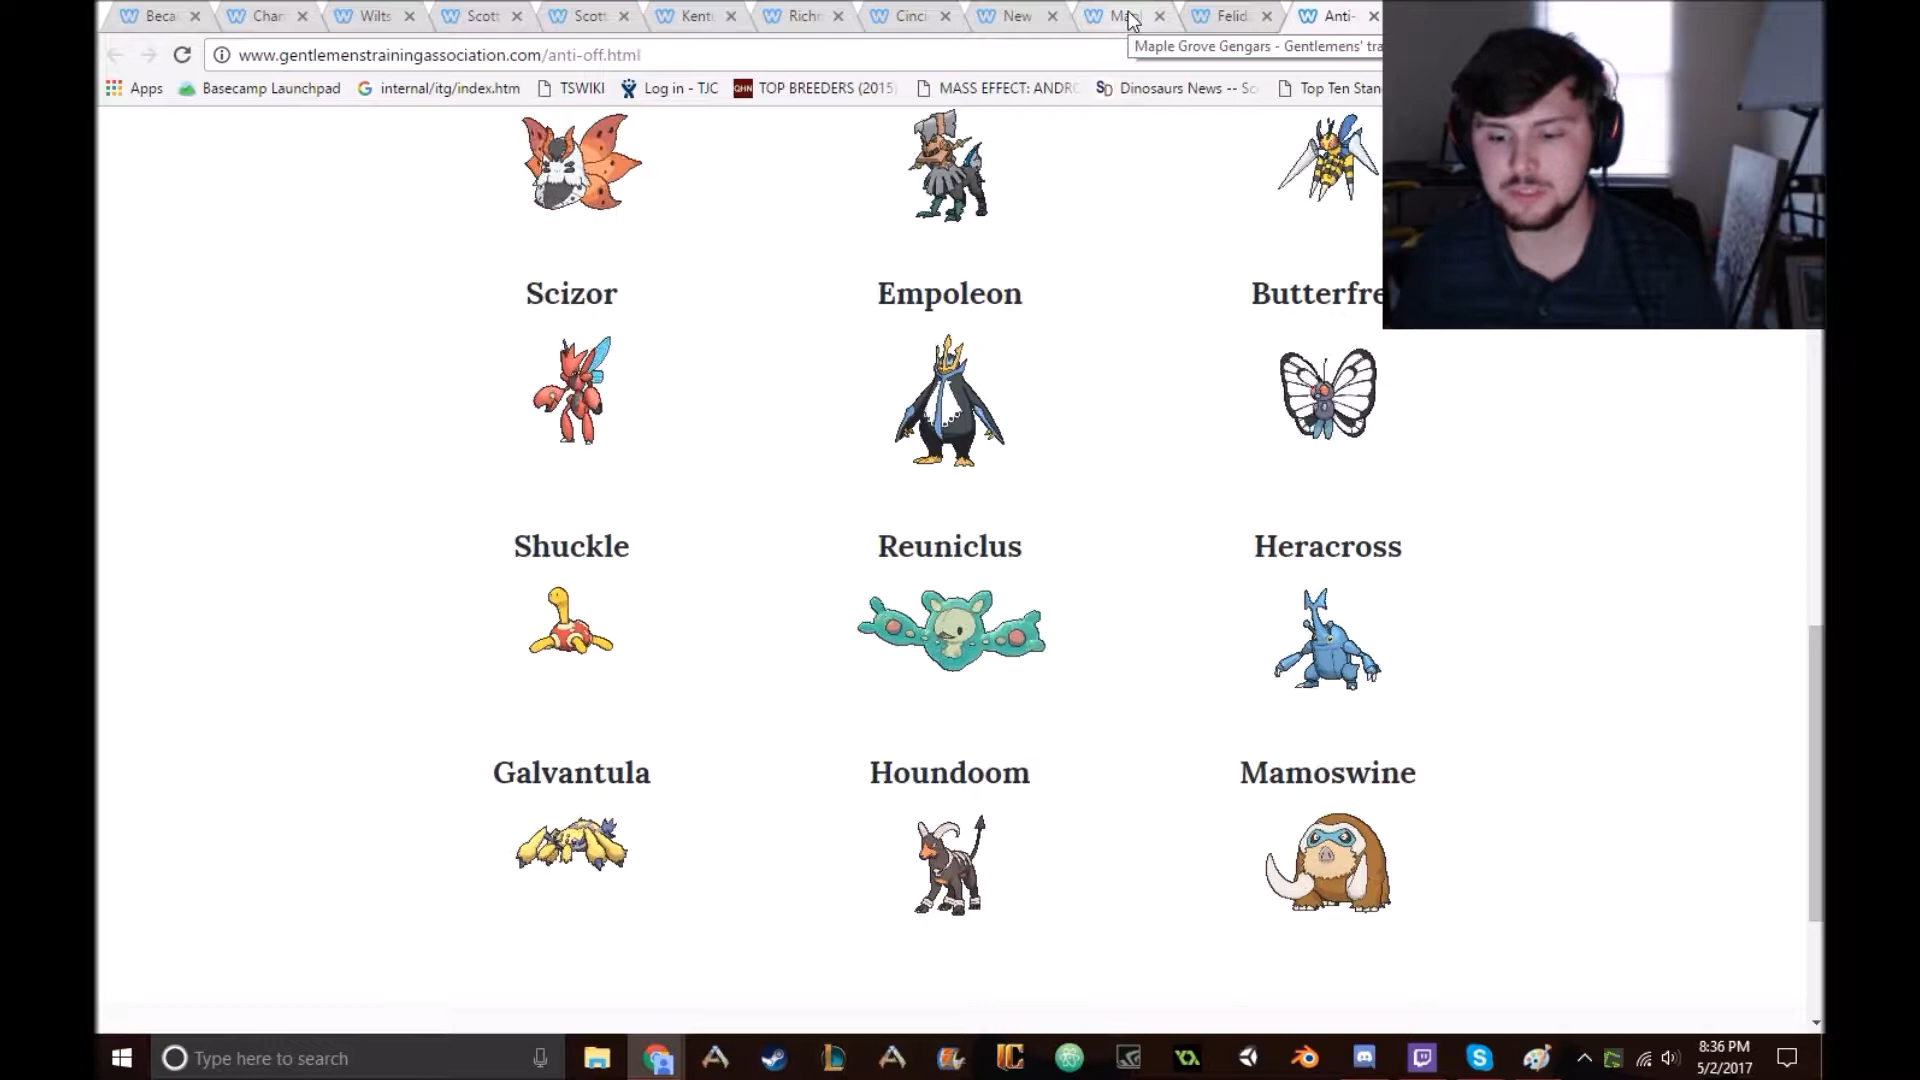 Beca
Char
Wilts
Scott
Scott
Kent
Richr
Cinci
New
Ma
Felid
Anti-
www.gentlemenstrainingassociation.com/anti-off.html
Maple Grove Gengars - Gentlemens' tra
Apps
Basecamp Launchpad
internal/itg/index.htm
TSWIKI
Log in - TJC
QHN
TOP BREEDERS (2015)
MASS EFFECT: ANDR
Dinosaurs News -- Sc
Top Ten Stan
Scizor
Empoleon
Butterfre
Shuckle
Reuniclus
Heracross
Galvantula
Houndoom
Mamoswine
Type here to search
8:36 PM
5/2/2017